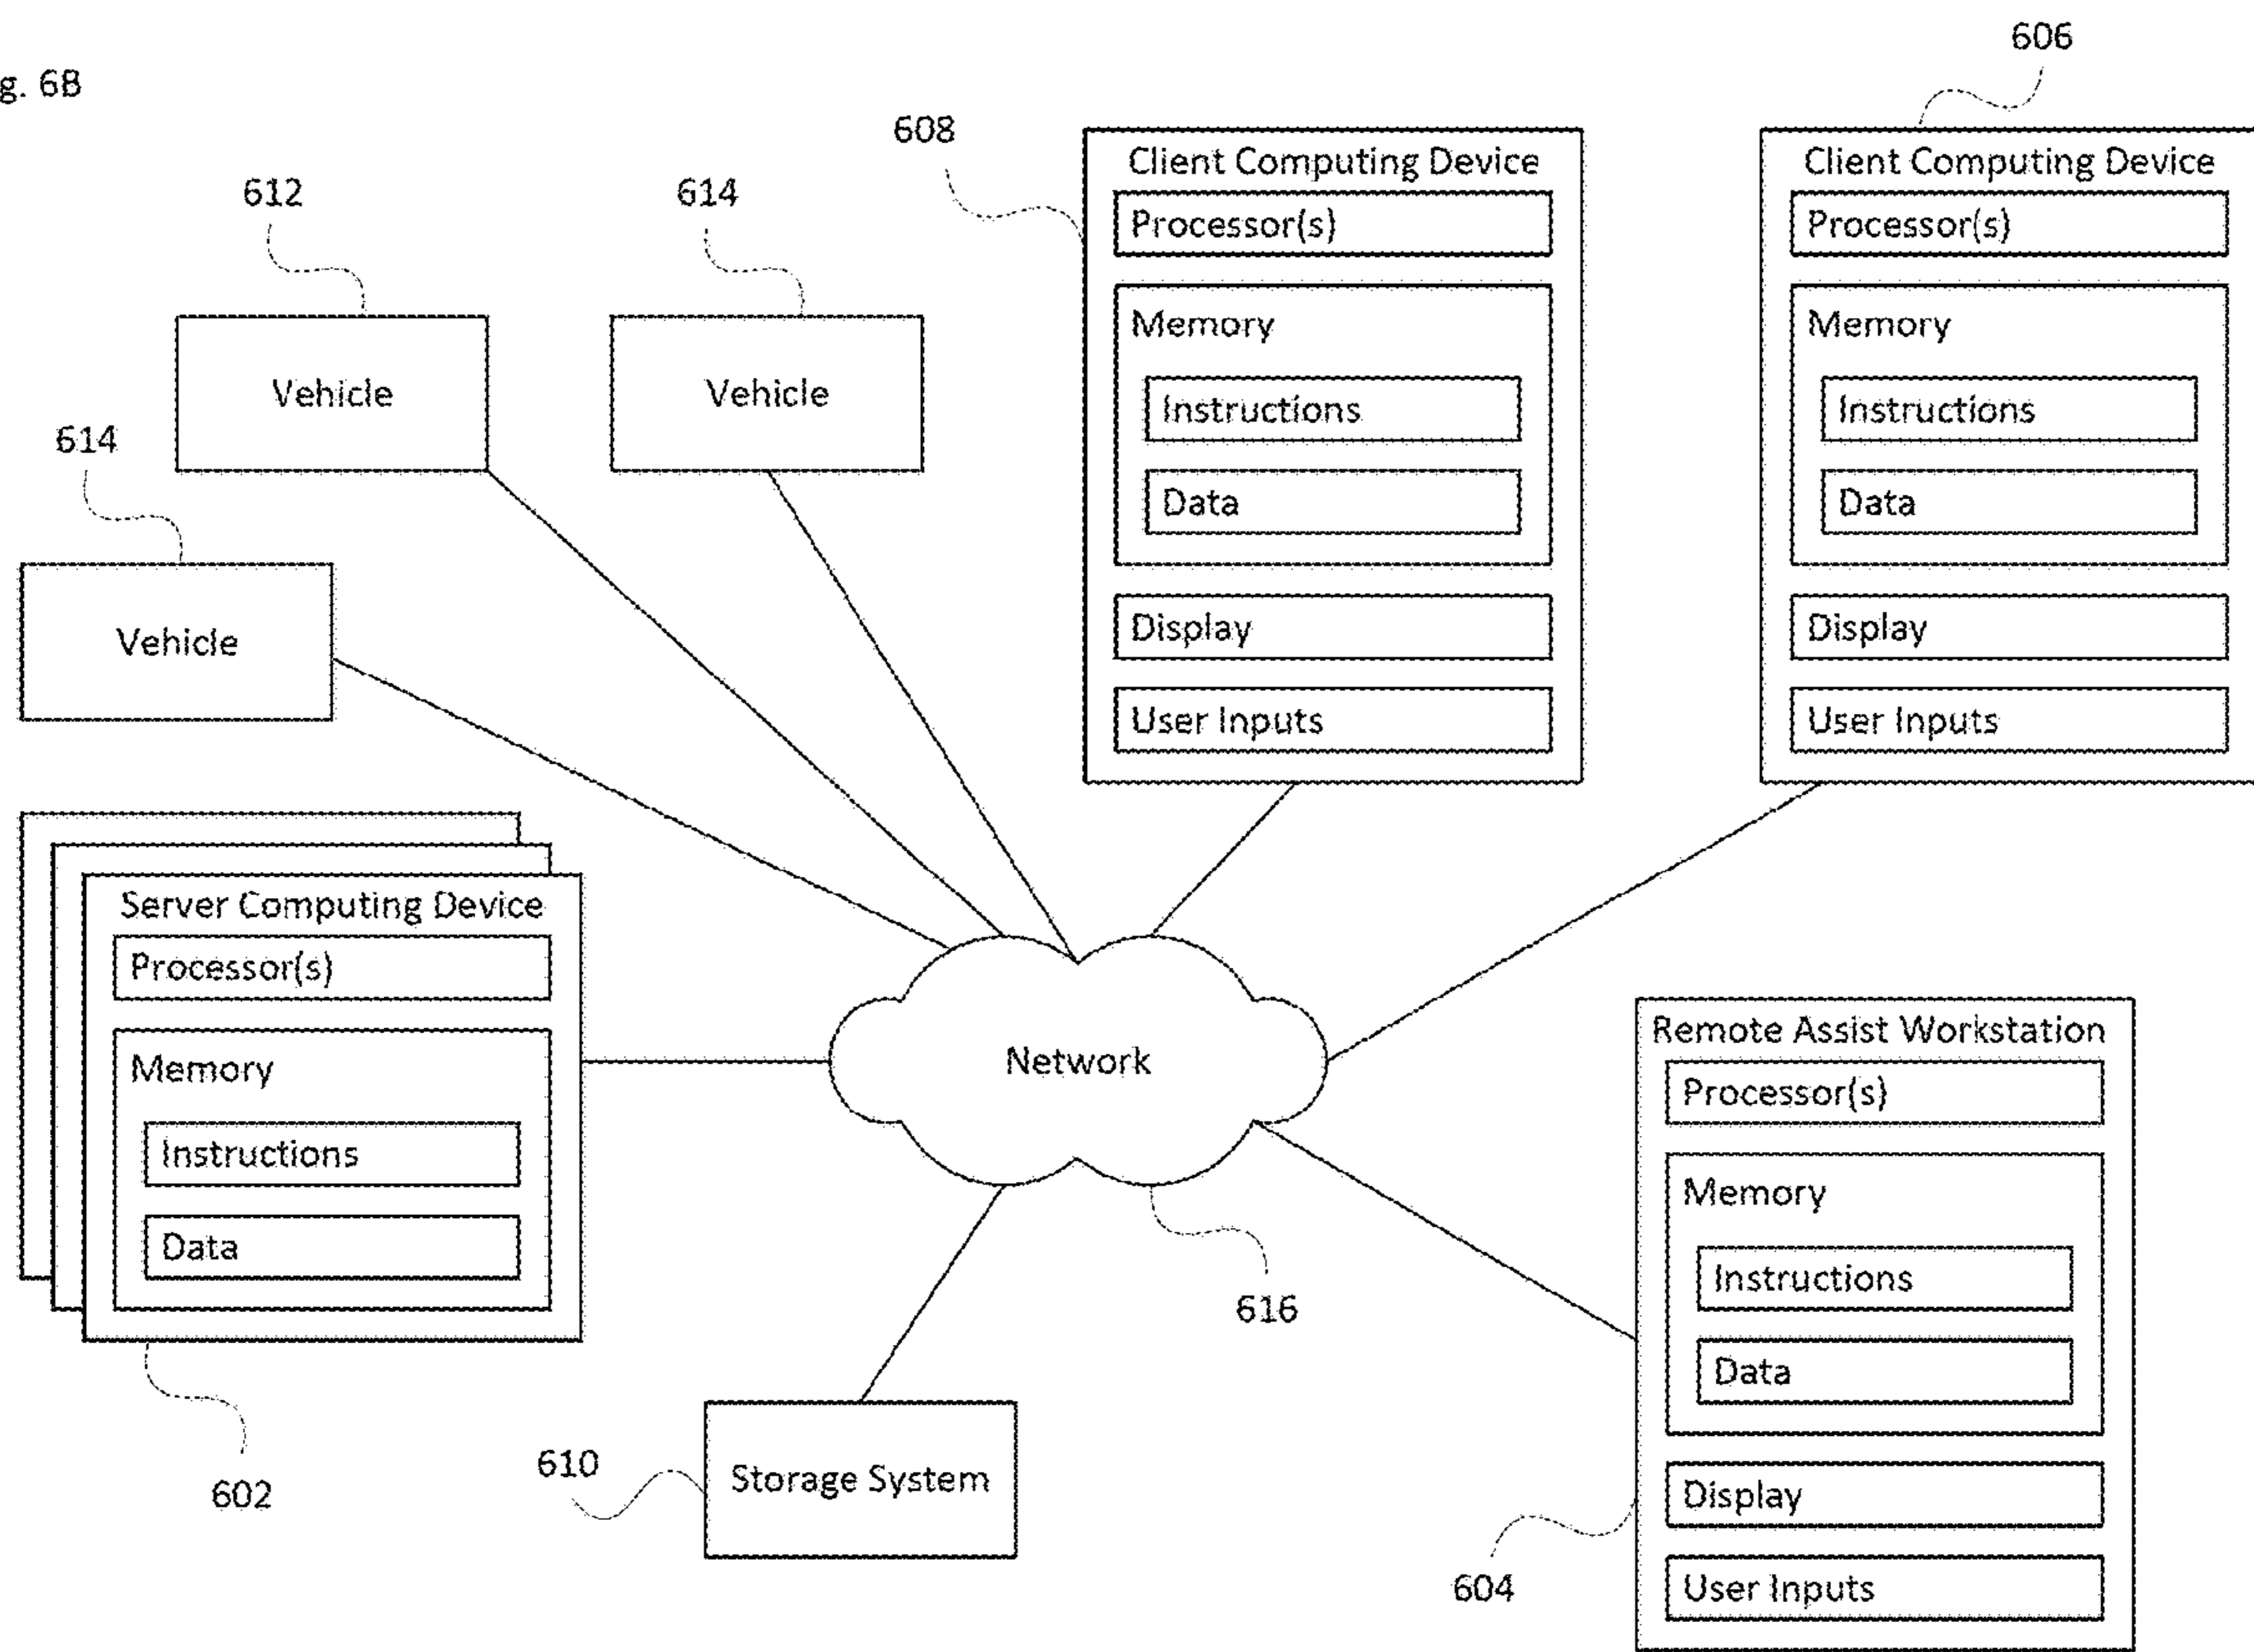 g. 6B
606
608
Client Computing Device
Processor(s)
Memory
Instructions
Data
Display
User Inputs
Client Computing Device
Processor(s)
Memory
Instructions
Data
Display
User Inputs
612
Vehicle
614
Vehicle
614
Vehicle
Server Computing Device
Processor(s)
Memory
Instructions
Data
602
Network
616
Storage System
610
Remote Assist Workstation
Processor(s)
Memory
Instructions
Data
Display
User Inputs
604